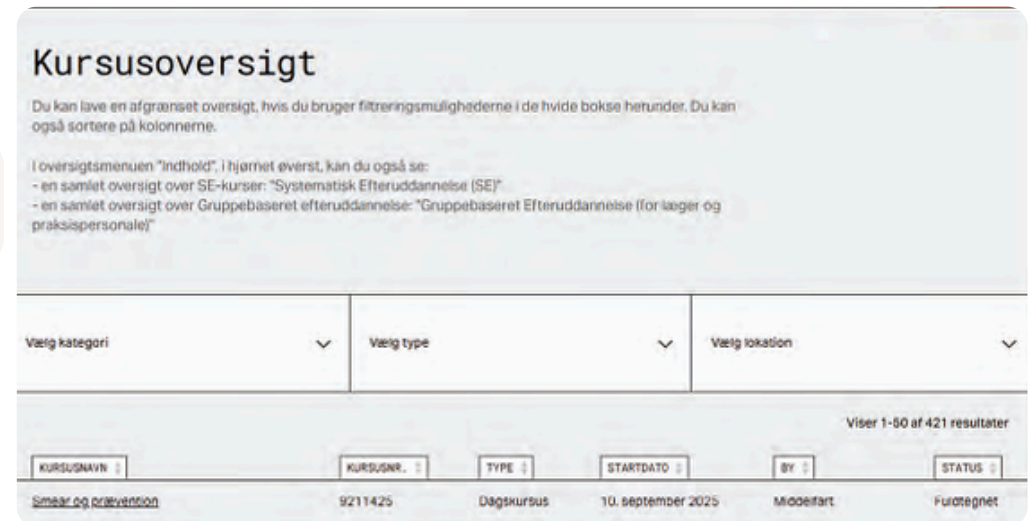 Kursusoversigt
Du kan lave en afgrænset oversigt, hvis du bruger filtreringsmulighederne i de hvide bokse herunder. Du kan
også sortere på kolonnerne.
I oversigtsmenuen "Indhold", i hjørnet øverst, kan du også se:
- en samlet oversigt over SE-kurser: "Systematisk Efteruddannelse (SE)"
- en samlet oversigt over Gruppebaseret efteruddannelse: "Gruppebaseret Efteruddannelse (for læger og
praksispersonale)"
Vælg kategori Vælg type Vælg lokation
Viser 1-50 af 421 resultater
KURSUSNAVN KURSUSNR. TYPE STARTDATO BY STATUS
Smear og prævention 9211425 Dagskursus 10. september 2025 Middelfart Fuldtegnet